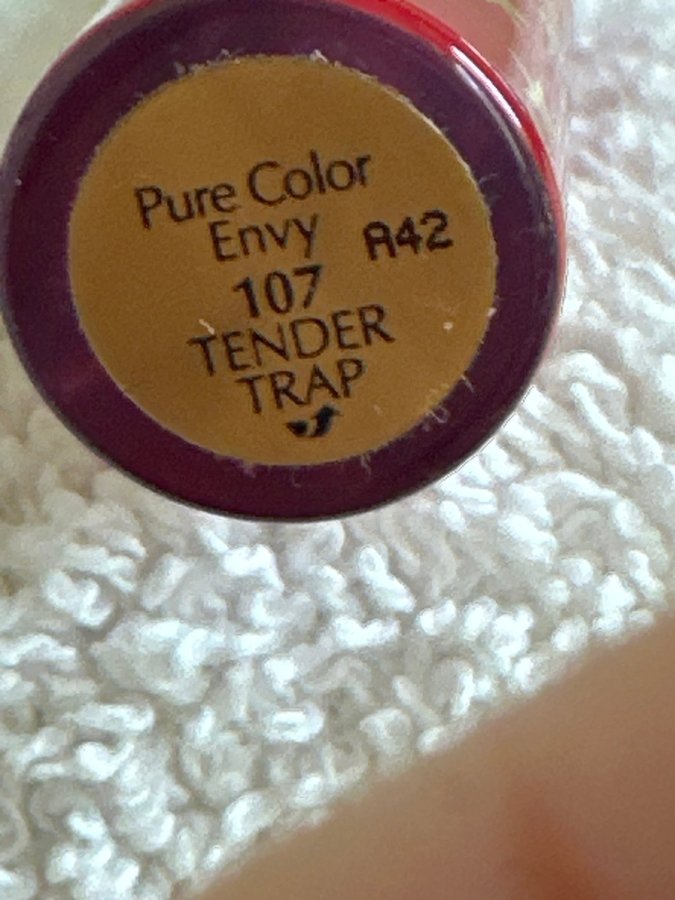 Pure Color
Envy A42
107
TENDER
TRAP